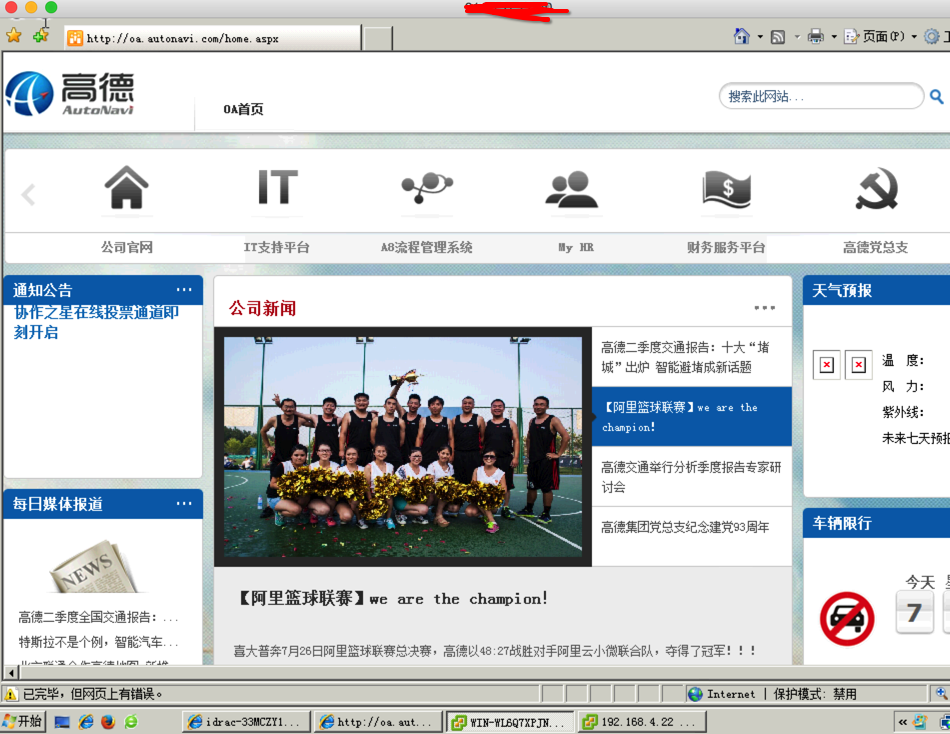 http://oa.autonavi.com/home.aspx
页面(P)
高德
AutoNavi
OA首页
搜索此网站...
IT
$
公司官网
IT支持平台
A8流程管理系统
My HR
财务服务平台
高德党总支
通知公告
...
协作之星在线投票通道即
刻开启
公司新闻
...
高德二季度交通报告：十大“堵
城”出炉 智能避堵成新话题
【阿里篮球联赛】we are the
champion!
高德交通举行分析季度报告专家研
讨会
高德集团党总支纪念建党93周年
天气预报
温 度：
风 力：
紫外线：
未来七天预报
每日媒体报道
...
NEWS
高德二季度全国交通报告：...
特斯拉不是个例，智能汽车...
【阿里篮球联赛】we are the champion!
喜大普奔7月26日阿里篮球联赛总决赛，高德以48:27战胜对手阿里云小微联合队，夺得了冠军！！！
车辆限行
今天
7
已完毕，但网页上有错误。
Internet | 保护模式: 禁用
开始
idrac-33MCZY1...
http://oa.aut...
WIN-WL6Q7XPJN...
192.168.4.22 ...
«